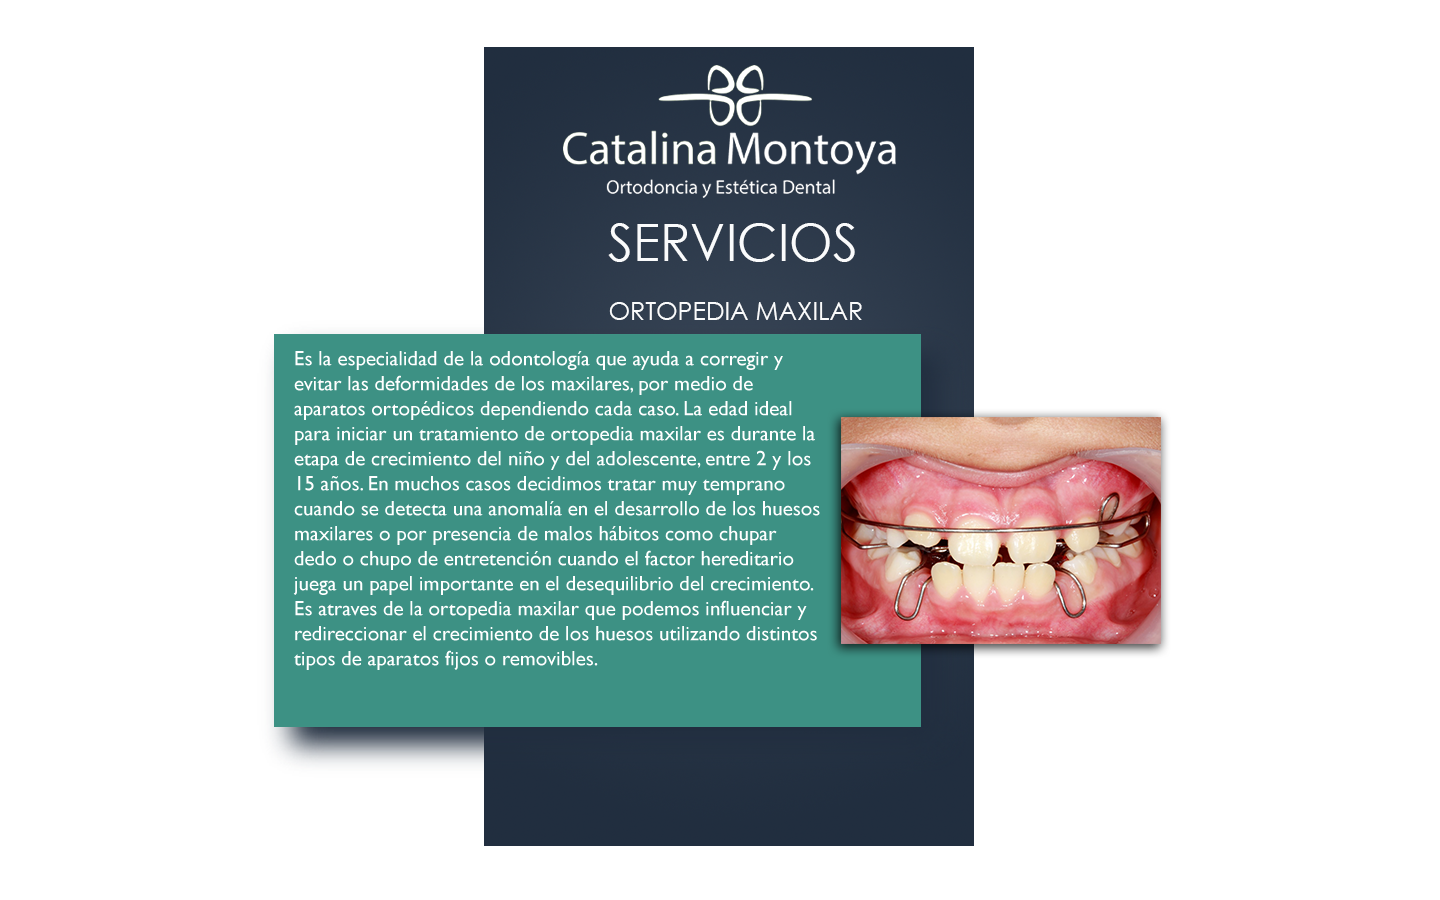 Catalina Montoya
Ortodoncia y Estética Dental
SERVICIOS
ORTOPEDIA MAXILAR
Es la especialidad de la odontología que ayuda a corregir y
evitar las deformidades de los maxilares, por medio de
aparatos ortopédicos dependiendo cada caso. La edad ideal
para iniciar un tratamiento de ortopedia maxilar es durante la
etapa de crecimiento del niño y del adolescente, entre 2 y los
15 años. En muchos casos decidimos tratar muy temprano
cuando se detecta una anomalía en el desarrollo de los huesos
maxilares o por presencia de malos hábitos como chupar
dedo o chupo de entretención cuando el factor hereditario
juega un papel importante en el desequilibrio del crecimiento.
Es atraves de la ortopedia maxilar que podemos influenciar y
redireccionar el crecimiento de los huesos utilizando distintos
tipos de aparatos fijos o removibles.